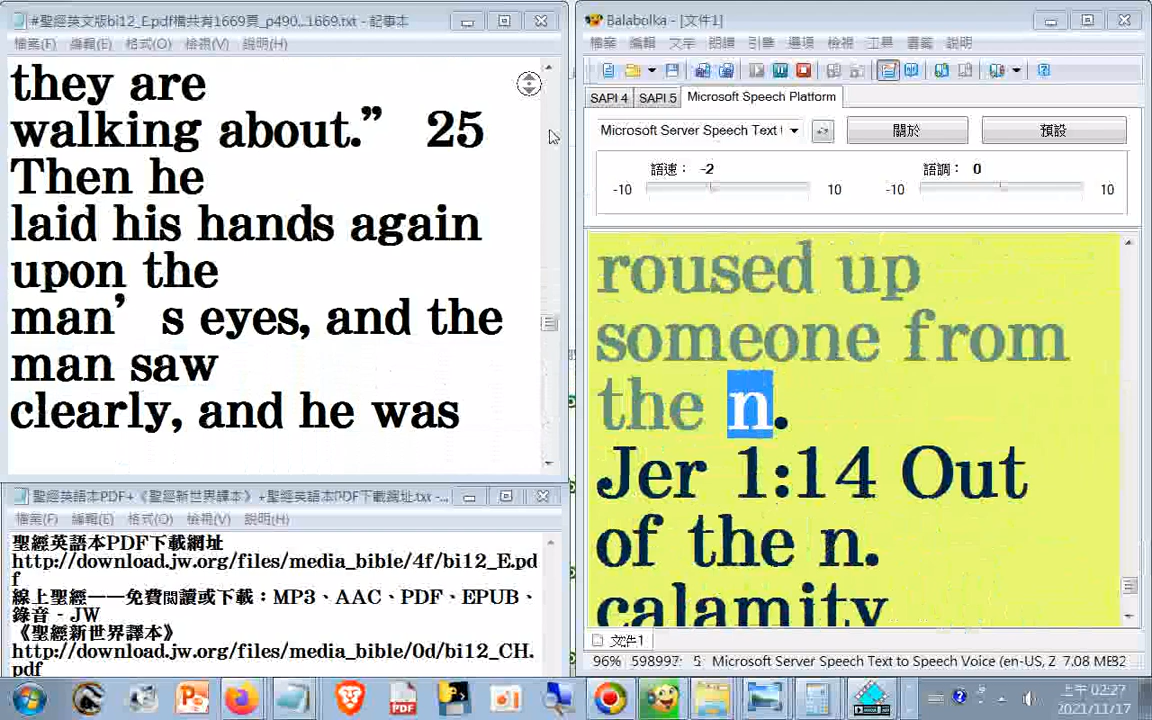 #聖經英文版bi12_E.pdf檔共有1669頁_p490...1669.txt - 記事本
檔案(F) 編輯(E) 格式(O) 檢視(V) 說明(H)
they are
walking about.” 25
Then he
laid his hands again
upon the
man’s eyes, and the
man saw
clearly, and he was
聖經英語本PDF+《聖經新世界譯本》+聖經英語本PDF下載網址.txt - ...
檔案(F) 編輯(E) 格式(O) 檢視(V) 說明(H)
聖經英語本PDF下載網址
http://download.jw.org/files/media_bible/4f/bi12_E.pd
f
線上聖經——免費閱讀或下載：MP3、AAC、PDF、EPUB、
錄音 - JW
《聖經新世界譯本》
http://download.jw.org/files/media_bible/0d/bi12_CH.
pdf
Balabolka - [文件1]
檔案 編輯 文字 朗讀 引擎 選項 檢視 工具 書籤 說明
SAPI 4 SAPI 5 Microsoft Speech Platform
Microsoft Server Speech Text 關於 預設
語速： -2 語調： 0
-10 10 -10 10
roused up
someone from
the n.
Jer 1:14 Out
of the n.
calamity
文件1
96% 598997: 5 Microsoft Server Speech Text to Speech Voice (en-US, Z 7.08 MB
PDF
上午 02:27
2021/11/17